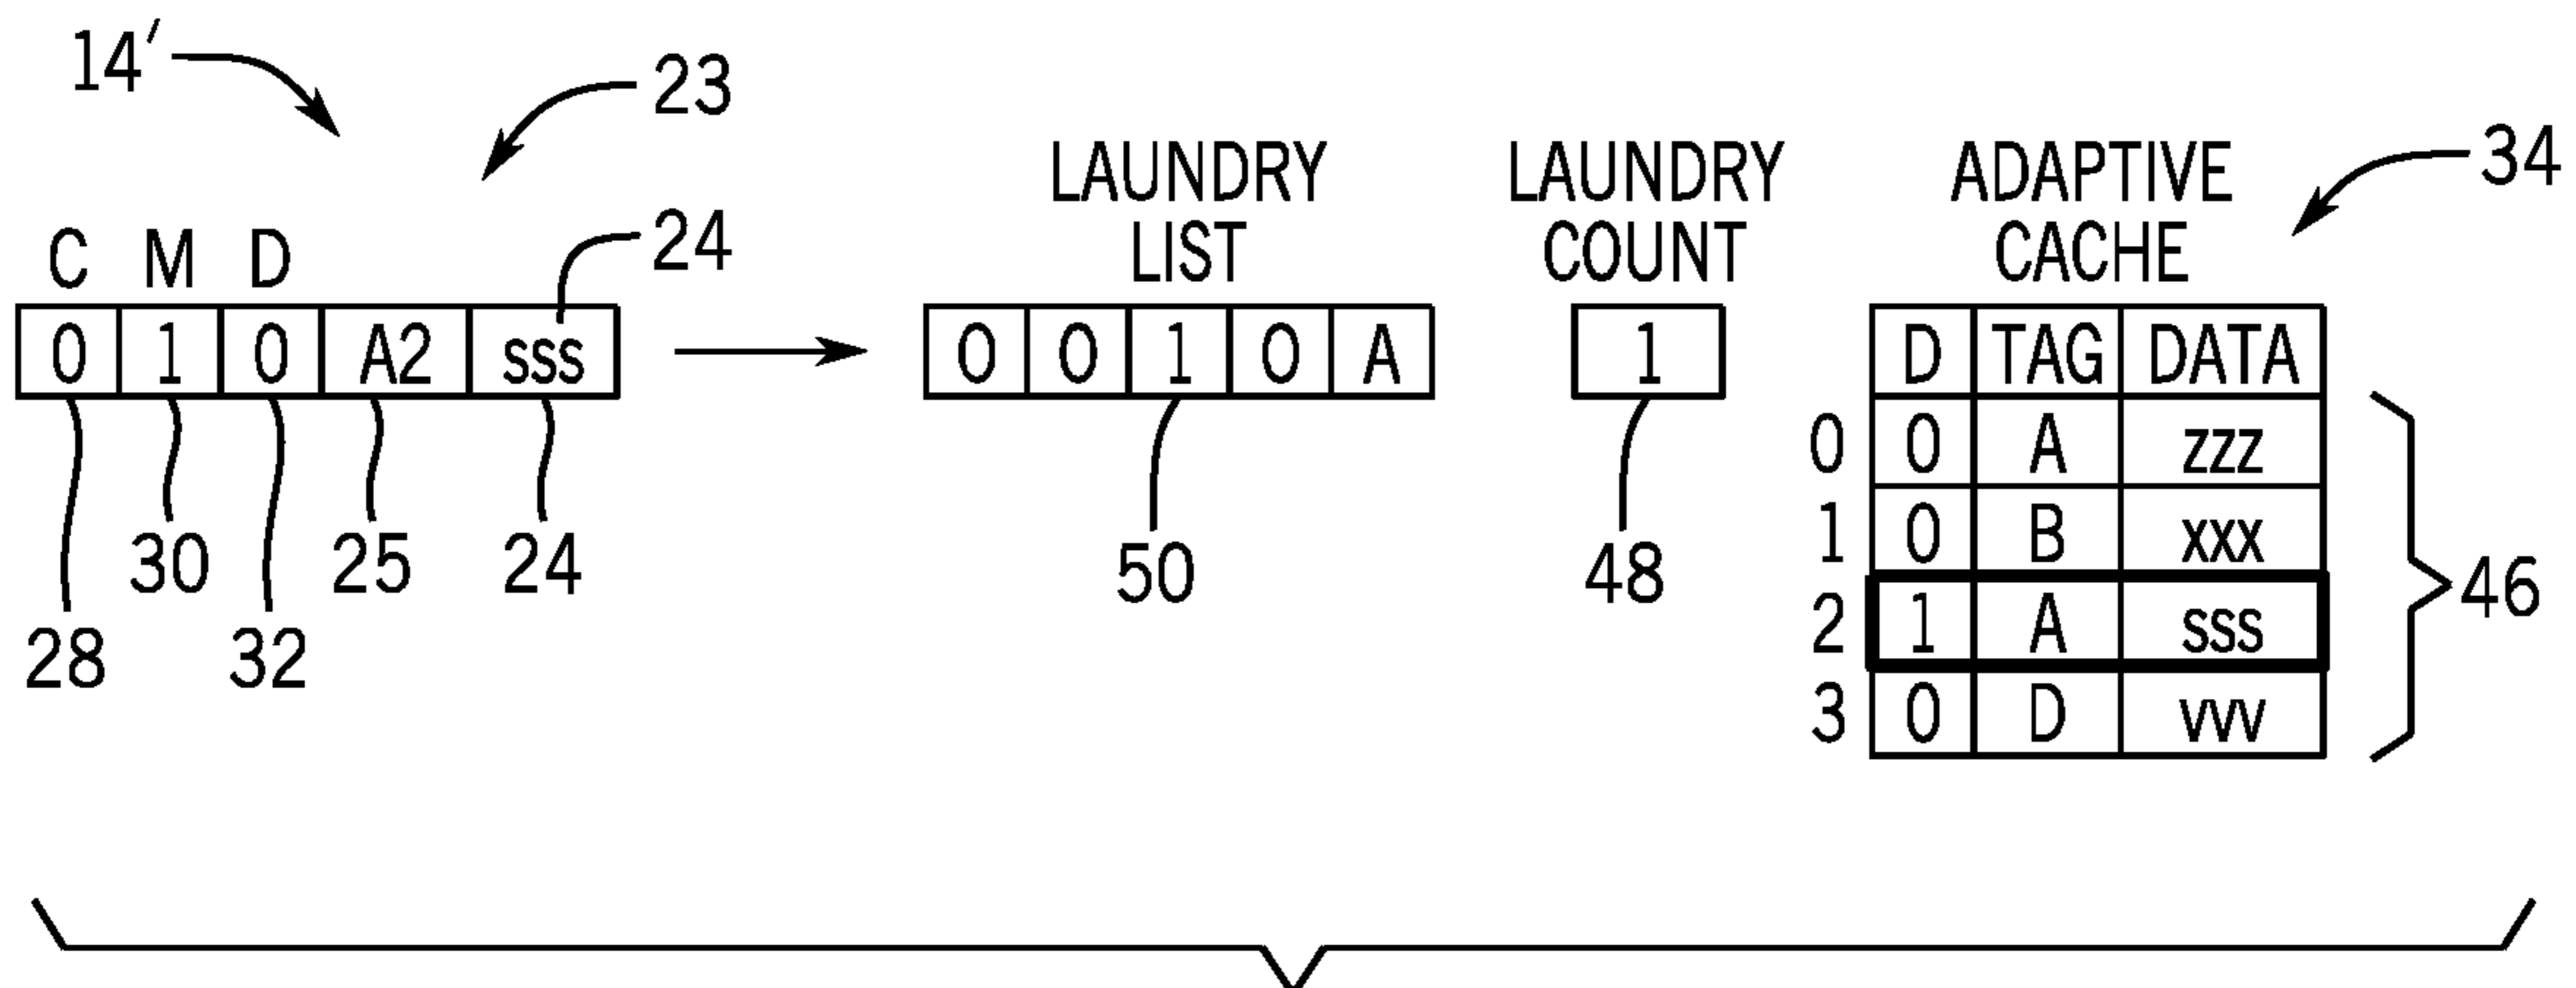 14′
23
34
LAUNDRY LIST
LAUNDRY COUNT
ADAPTIVE CACHE
24
C M D
0 1 0 A2 sss
0 0 1 0 A
1
D TAG DATA
0 0 A zzz
1 0 B xxx
2 1 A sss
3 0 D vvv
30 25 24
50
48
46
28 32